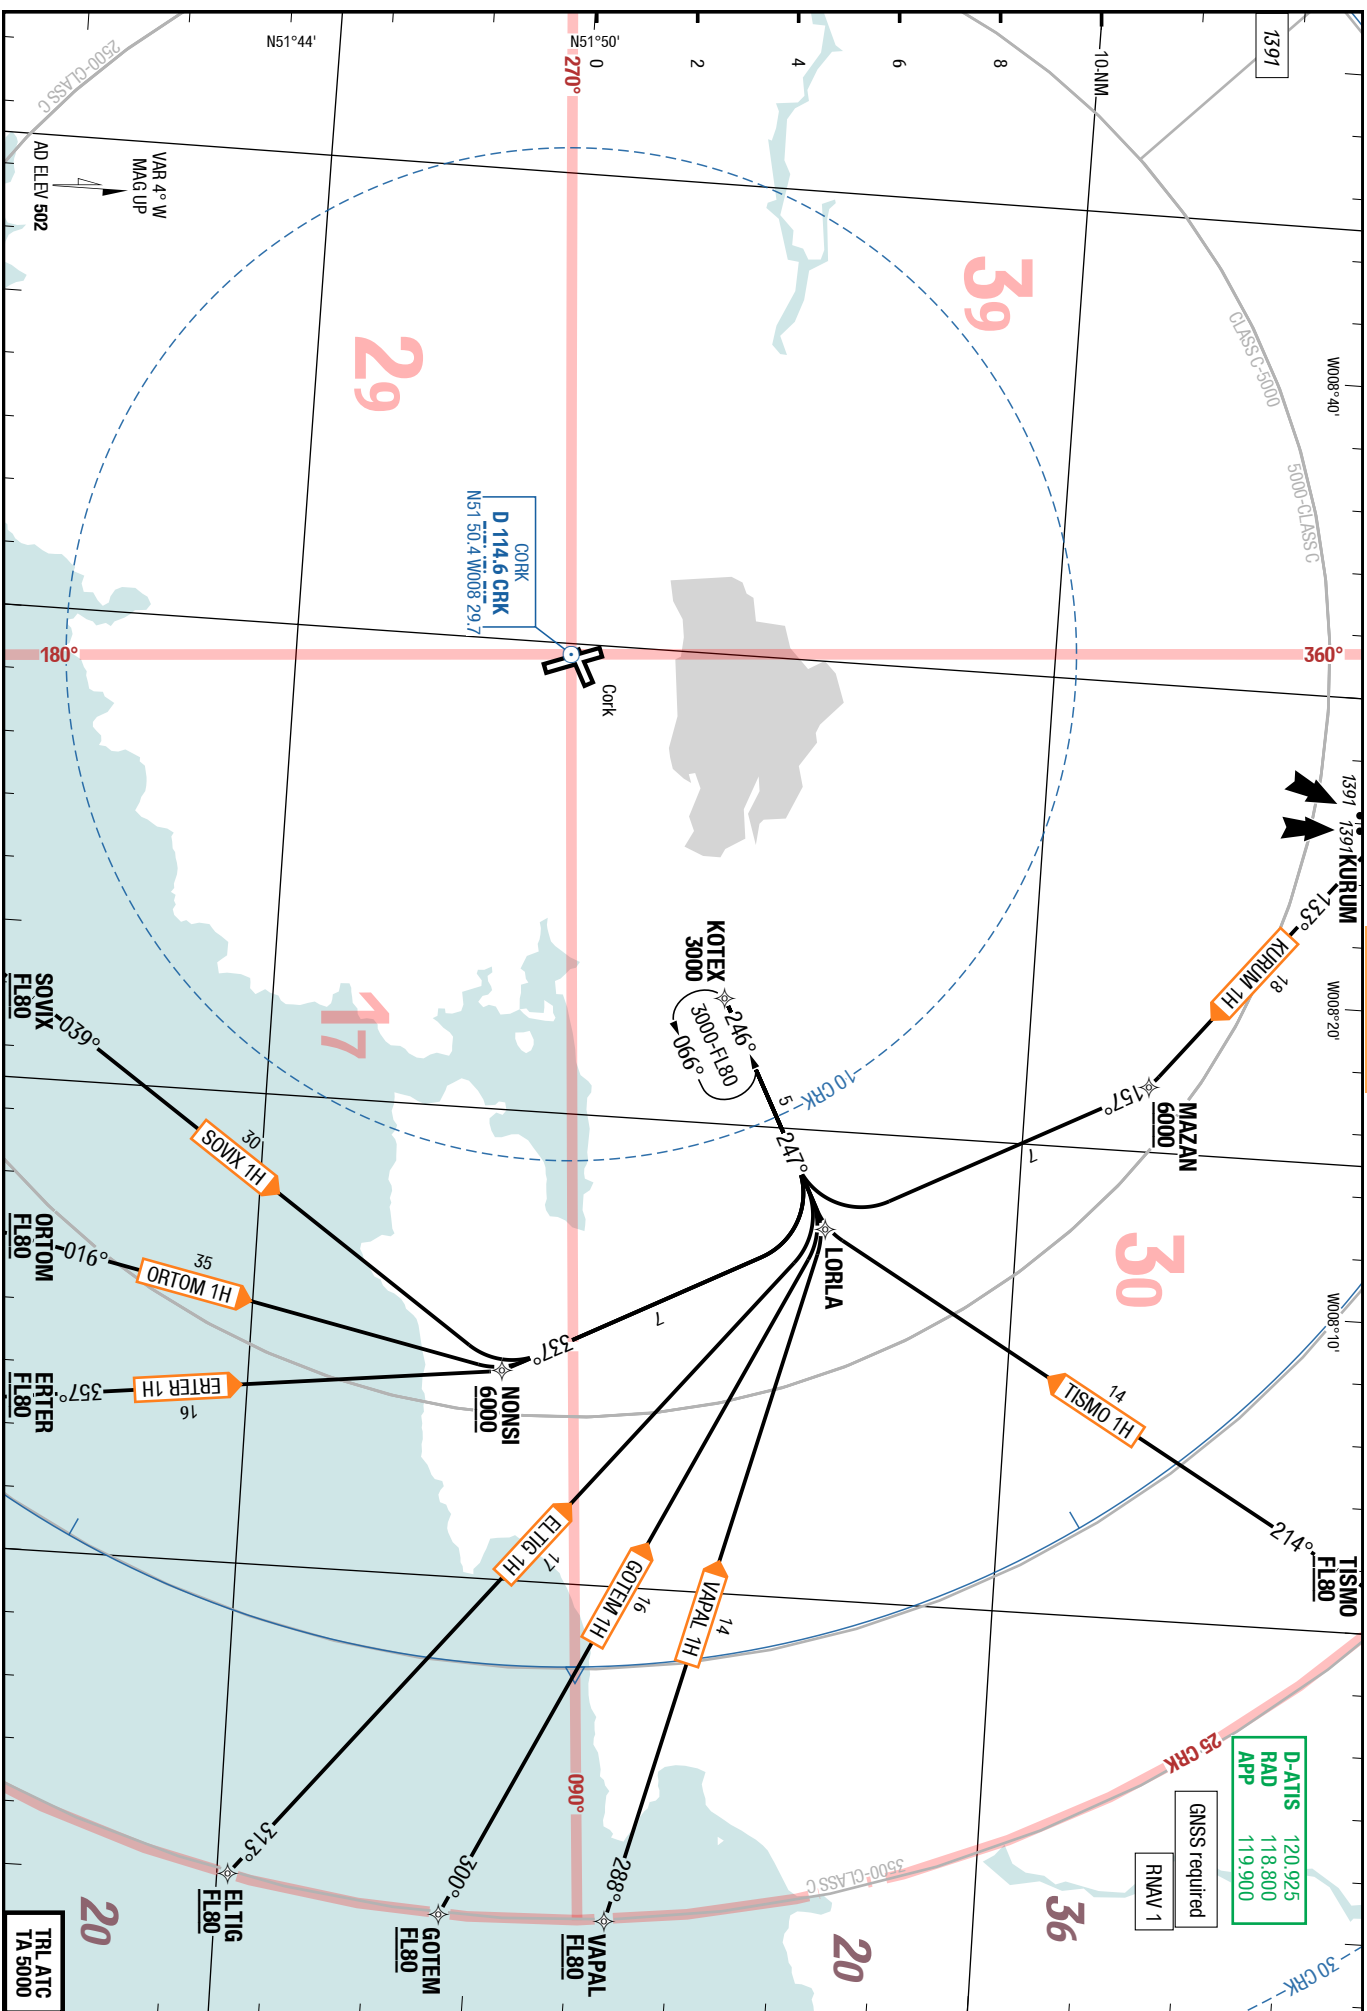 1391
10-NM
8
6
4
2
0
N51°50'
N51°44'
270°
2500-CLASS C
VAR 4° W
MAG UP
AD ELEV 502
39
29
CLASS C-5000
5000-CLASS C
W008°40'
CORK
D 114.6 CRK
N51 50.4 W008 29.7
Cork
180°
360°
1391
1391
KURUM
133°
KURUM 1H
18
W008°20'
MAZAN
6000
157°
7
KOTEX
3000
246°
3000-FL80
066°
5
247°
10 CRK
LORLA
17
SOVIX
FL80
039°
SOVIX 1H
30
ORTOM
FL80
016°
ORTOM 1H
35
ERTER
FL80
357°
ERTER 1H
16
NONSI
6000
337°
7
30
W008°10'
TISMO 1H
14
214°
TISMO
FL80
ELTIG 1H
17
GOTEM 1H
16
VAPAL 1H
14
090°
313°
ELTIG
FL80
300°
GOTEM
FL80
288°
VAPAL
FL80
25 CRK
3500-CLASS C
D-ATIS 120.925
RAD 118.800
APP 119.900
GNSS required
RNAV 1
36
20
20
30 CRK
TRL ATC
TA 5000